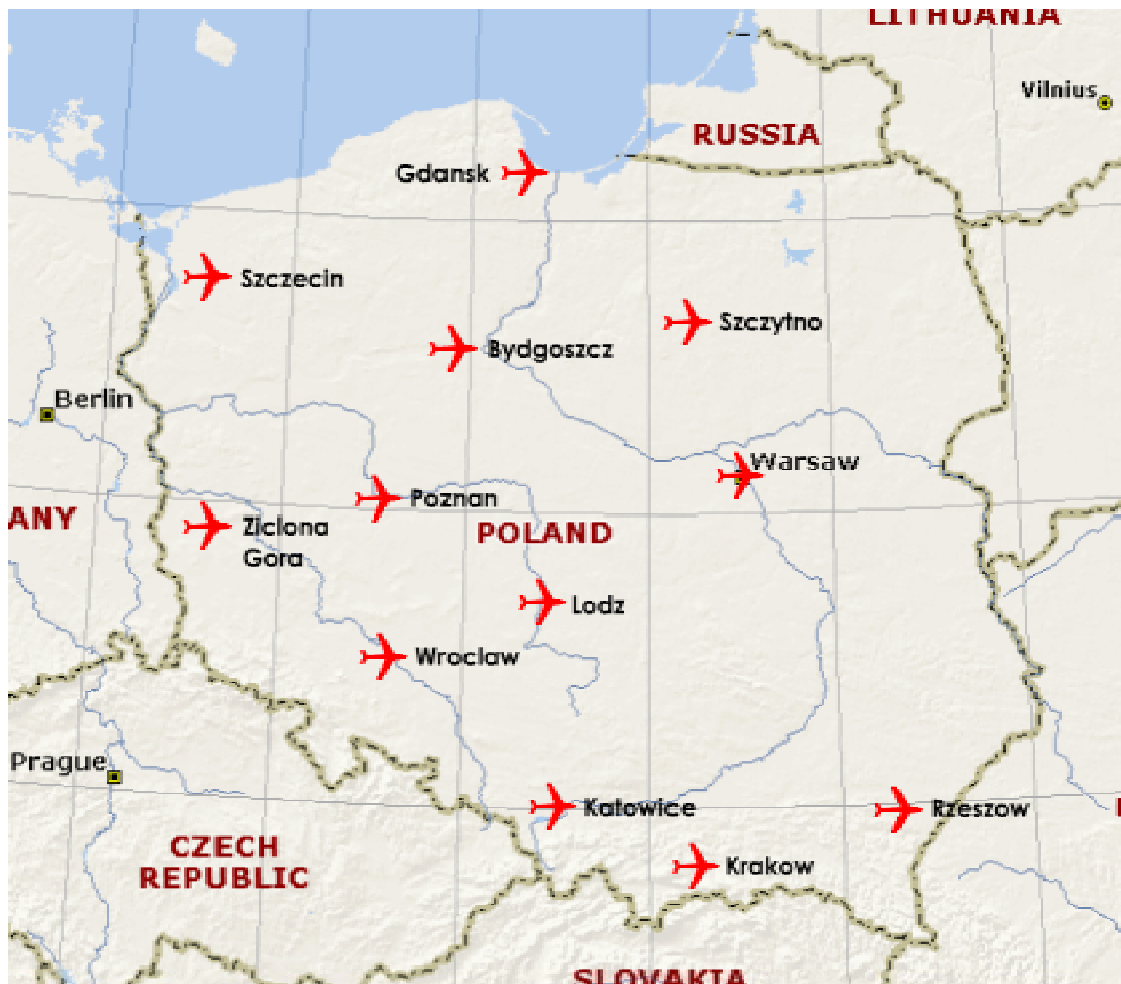 LITHUANIA
Vilnius
RUSSIA
Gdansk
Szczecin
Szczytno
Bydgoszcz
Berlin
Warsaw
Poznan
ANY
POLAND
Ziclona
Gora
Lodz
Wroclaw
Prague
Katowice
Rzeszow
CZECH
REPUBLIC
Krakow
SLOVAKIA